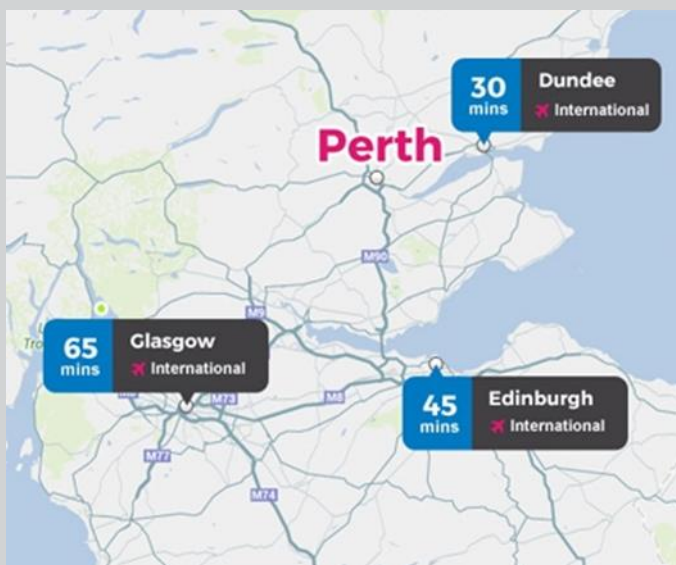 30
mins
Dundee
International
Perth
M90
M9
65
mins
Glasgow
International
M73
M8
45
mins
Edinburgh
International
M77
M74